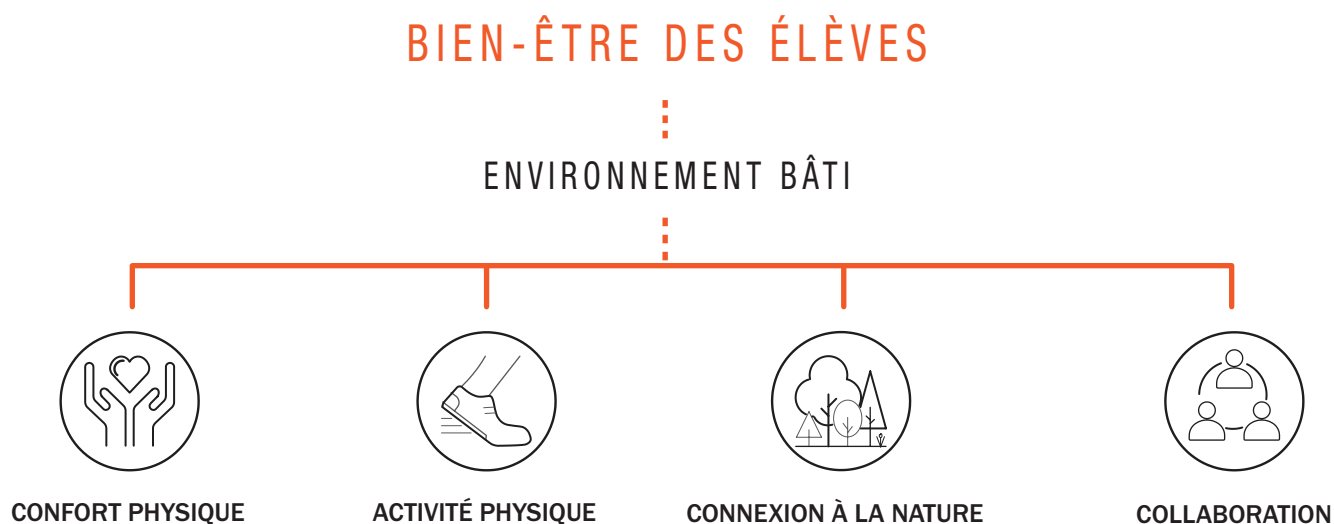 BIEN-ÊTRE DES ÉLÈVES
ENVIRONNEMENT BÂTI
CONFORT PHYSIQUE
ACTIVITÉ PHYSIQUE
CONNEXION À LA NATURE
COLLABORATION